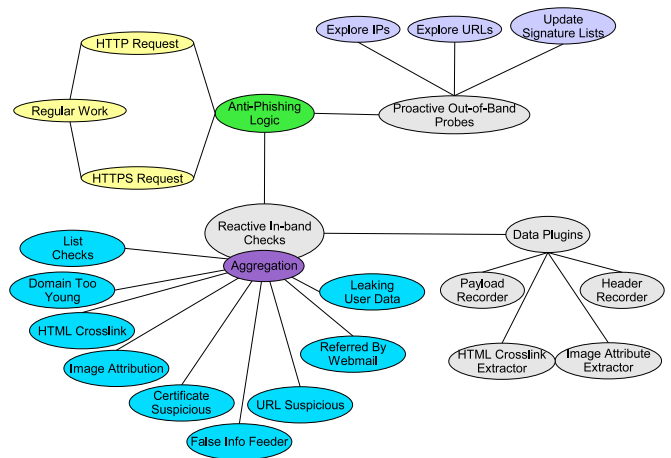 HTTP Request
Regular Work
HTTPS Request
Anti-Phishing
Logic
Explore IPs
Explore URLs
Update
Signature Lists
Proactive Out-of-Band
Probes
Reactive In-band
Checks
Aggregation
Data Plugins
Payload
Recorder
Header
Recorder
HTML Crosslink
Extractor
Image Attribute
Extractor
List
Checks
Domain Too
Young
HTML Crosslink
Image Attribution
Certificate
Suspicious
False Info Feeder
URL Suspicious
Referred By
Webmail
Leaking
User Data